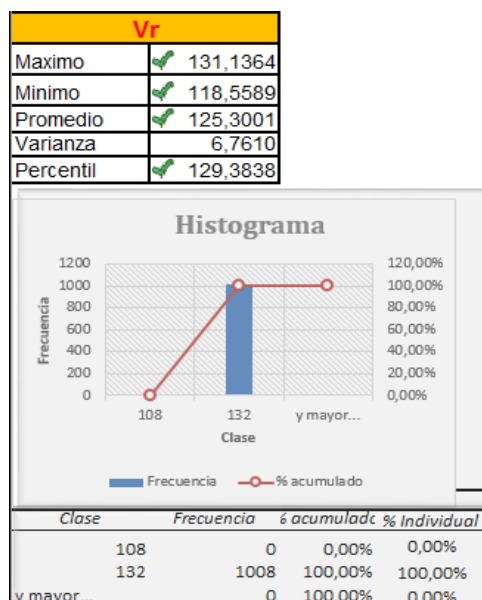 Vr
Maximo 131,1364
Minimo 118,5589
Promedio 125,3001
Varianza 6,7610
Percentil 129,3838
Histograma
1200 120,00%
1000 100,00%
800 80,00%
600 60,00%
400 40,00%
200 20,00%
0 0,00%
Frecuencia
108 132 y mayor...
Clase
Frecuencia % acumulado
Clase Frecuencia % acumulado % Individual
108 0 0,00% 0,00%
132 1008 100,00% 100,00%
y mayor... 0 100,00% 0,00%